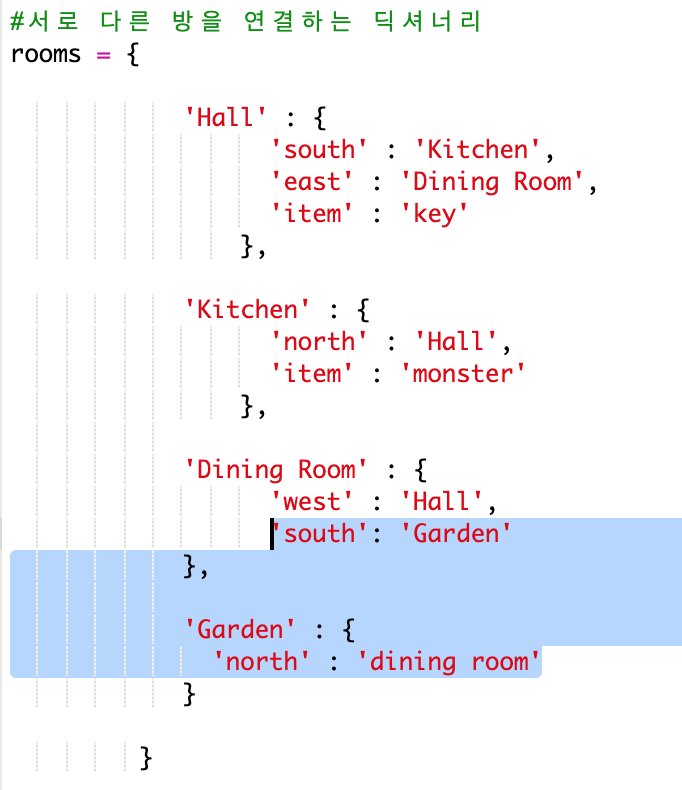 #서로 다른 방을 연결하는 딕셔너리
rooms = {
'Hall' : {
'south' : 'Kitchen',
'east' : 'Dining Room',
'item' : 'key'
},
'Kitchen' : {
'north' : 'Hall',
'item' : 'monster'
},
'Dining Room' : {
'west' : 'Hall',
'south': 'Garden'
},
'Garden' : {
'north' : 'dining room'
}
}